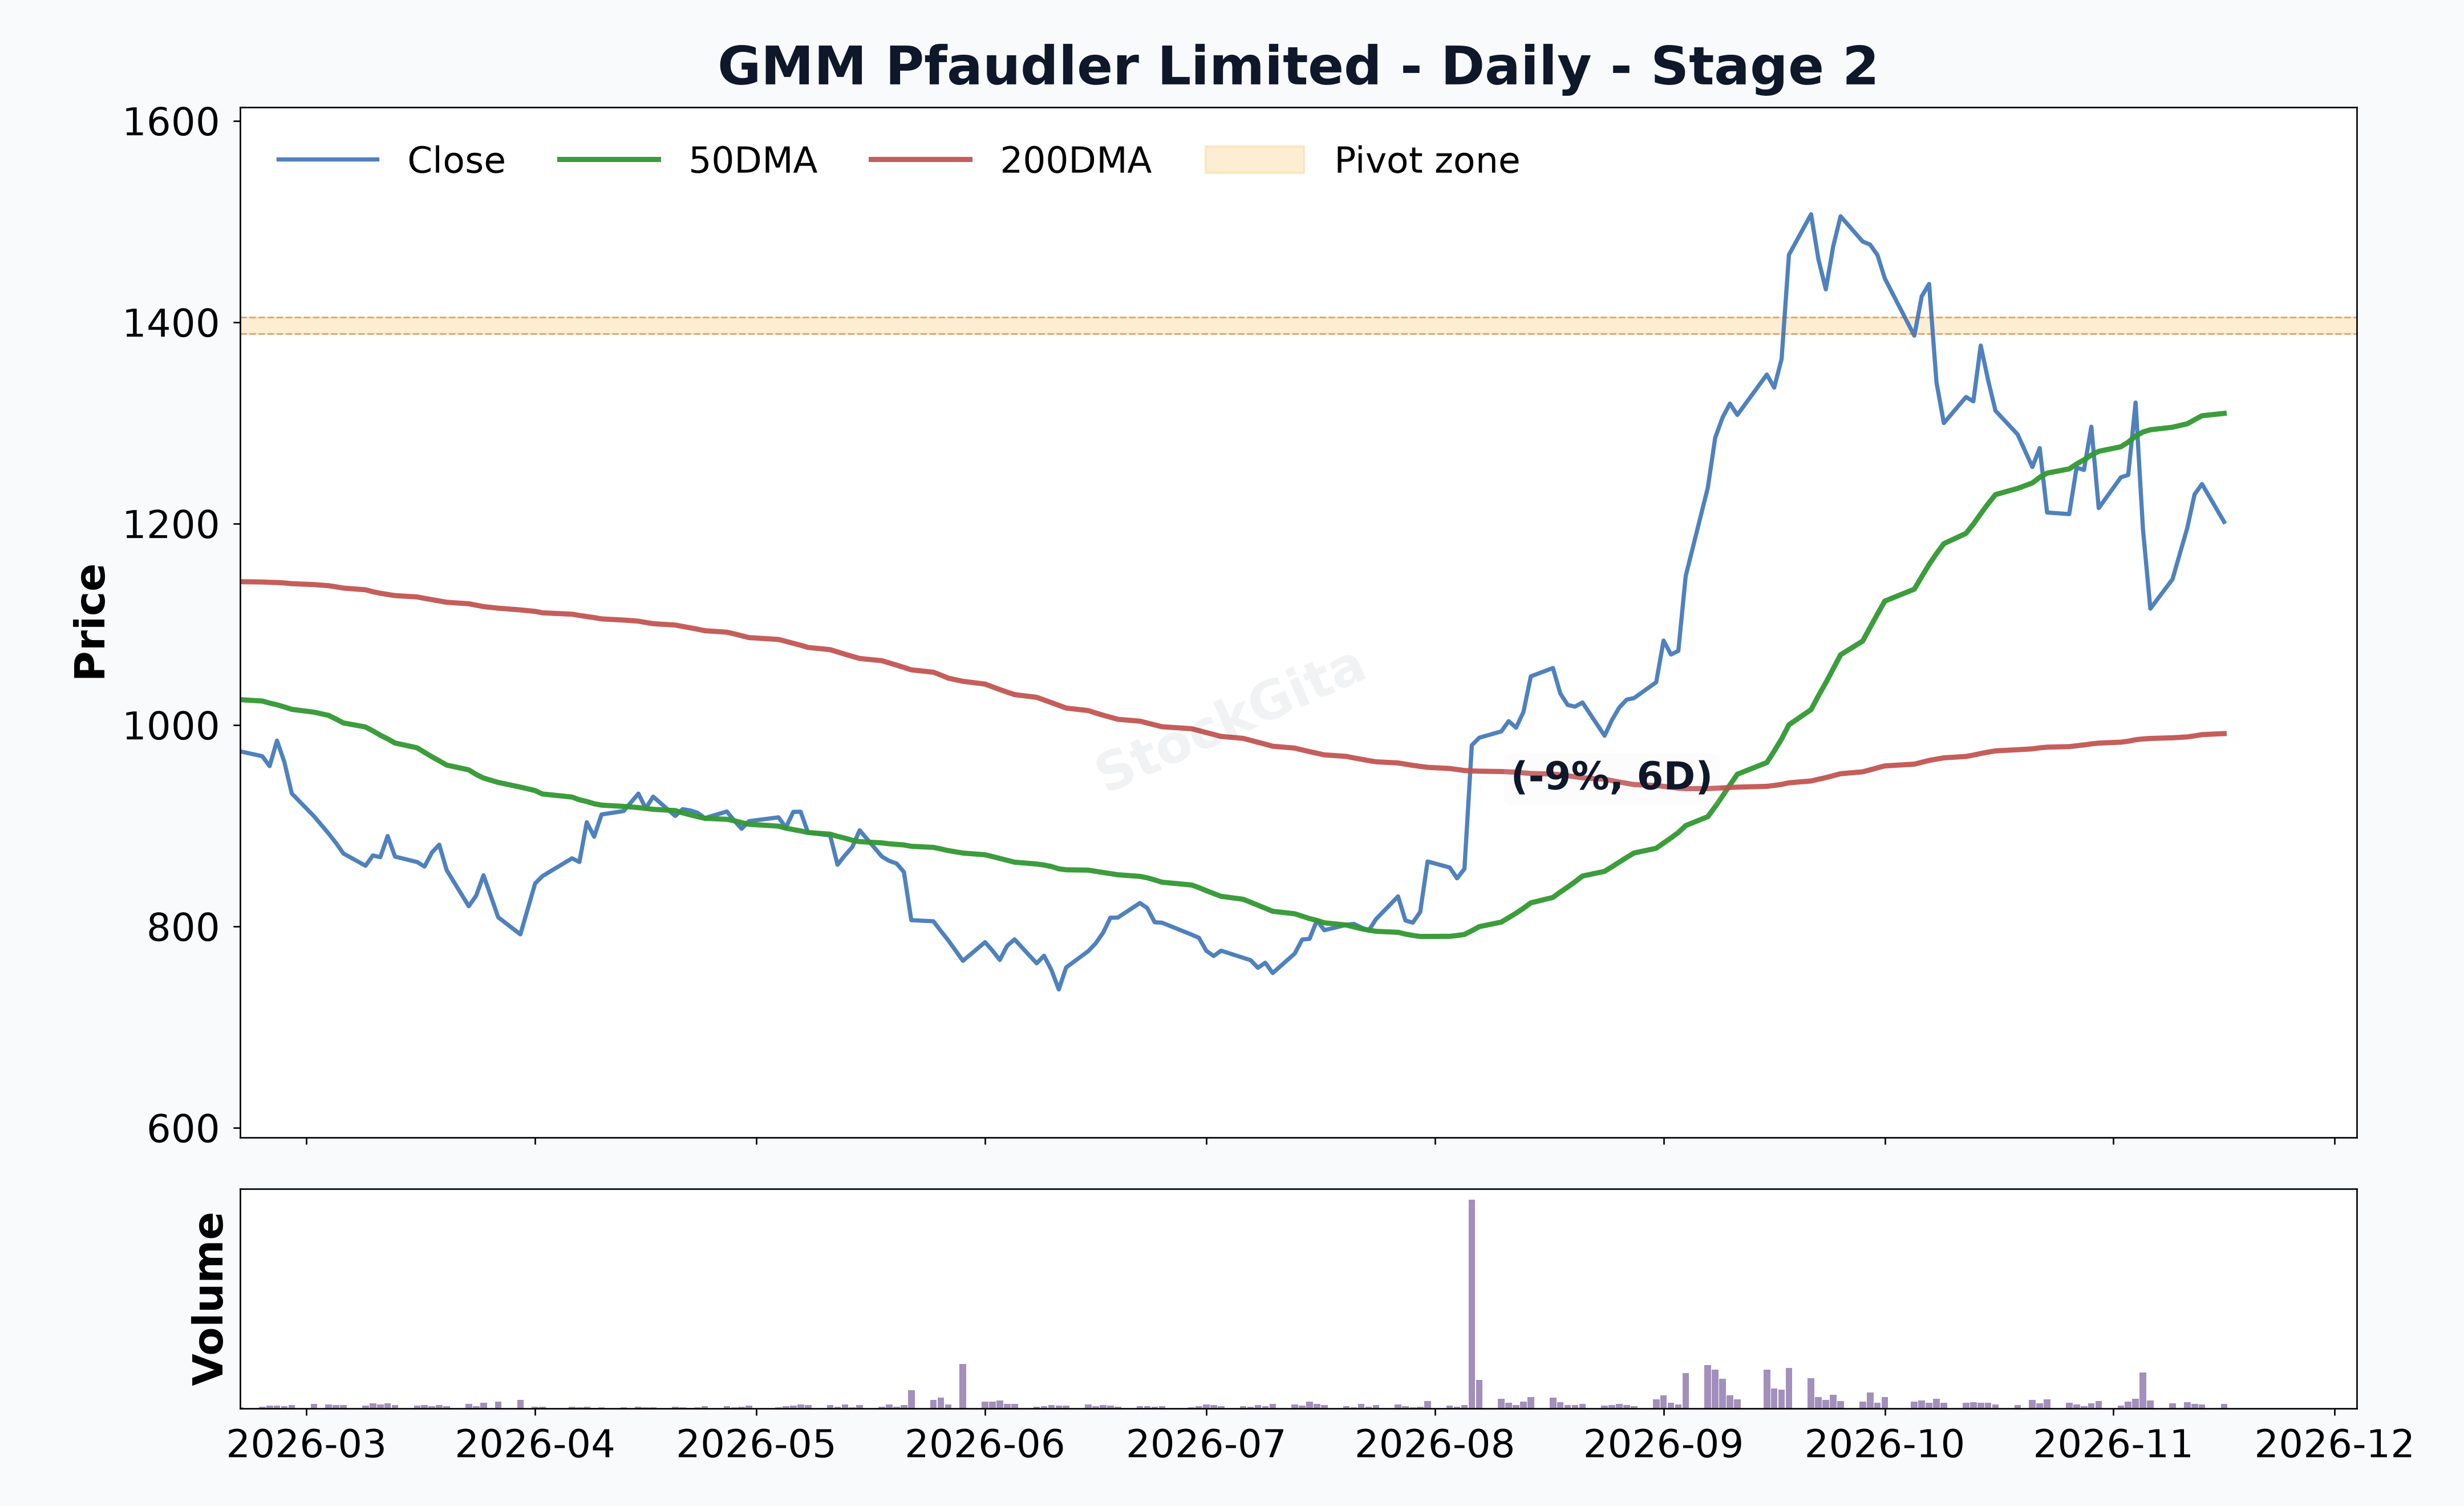 GMM Pfaudler Limited - Daily - Stage 2
1600
Close 50DMA 200DMA Pivot zone
1400
1200
Price
1000
StockGita
(-9%, 6D)
800
600
Volume
2026-03 2026-04 2026-05 2026-06 2026-07 2026-08 2026-09 2026-10 2026-11 2026-12